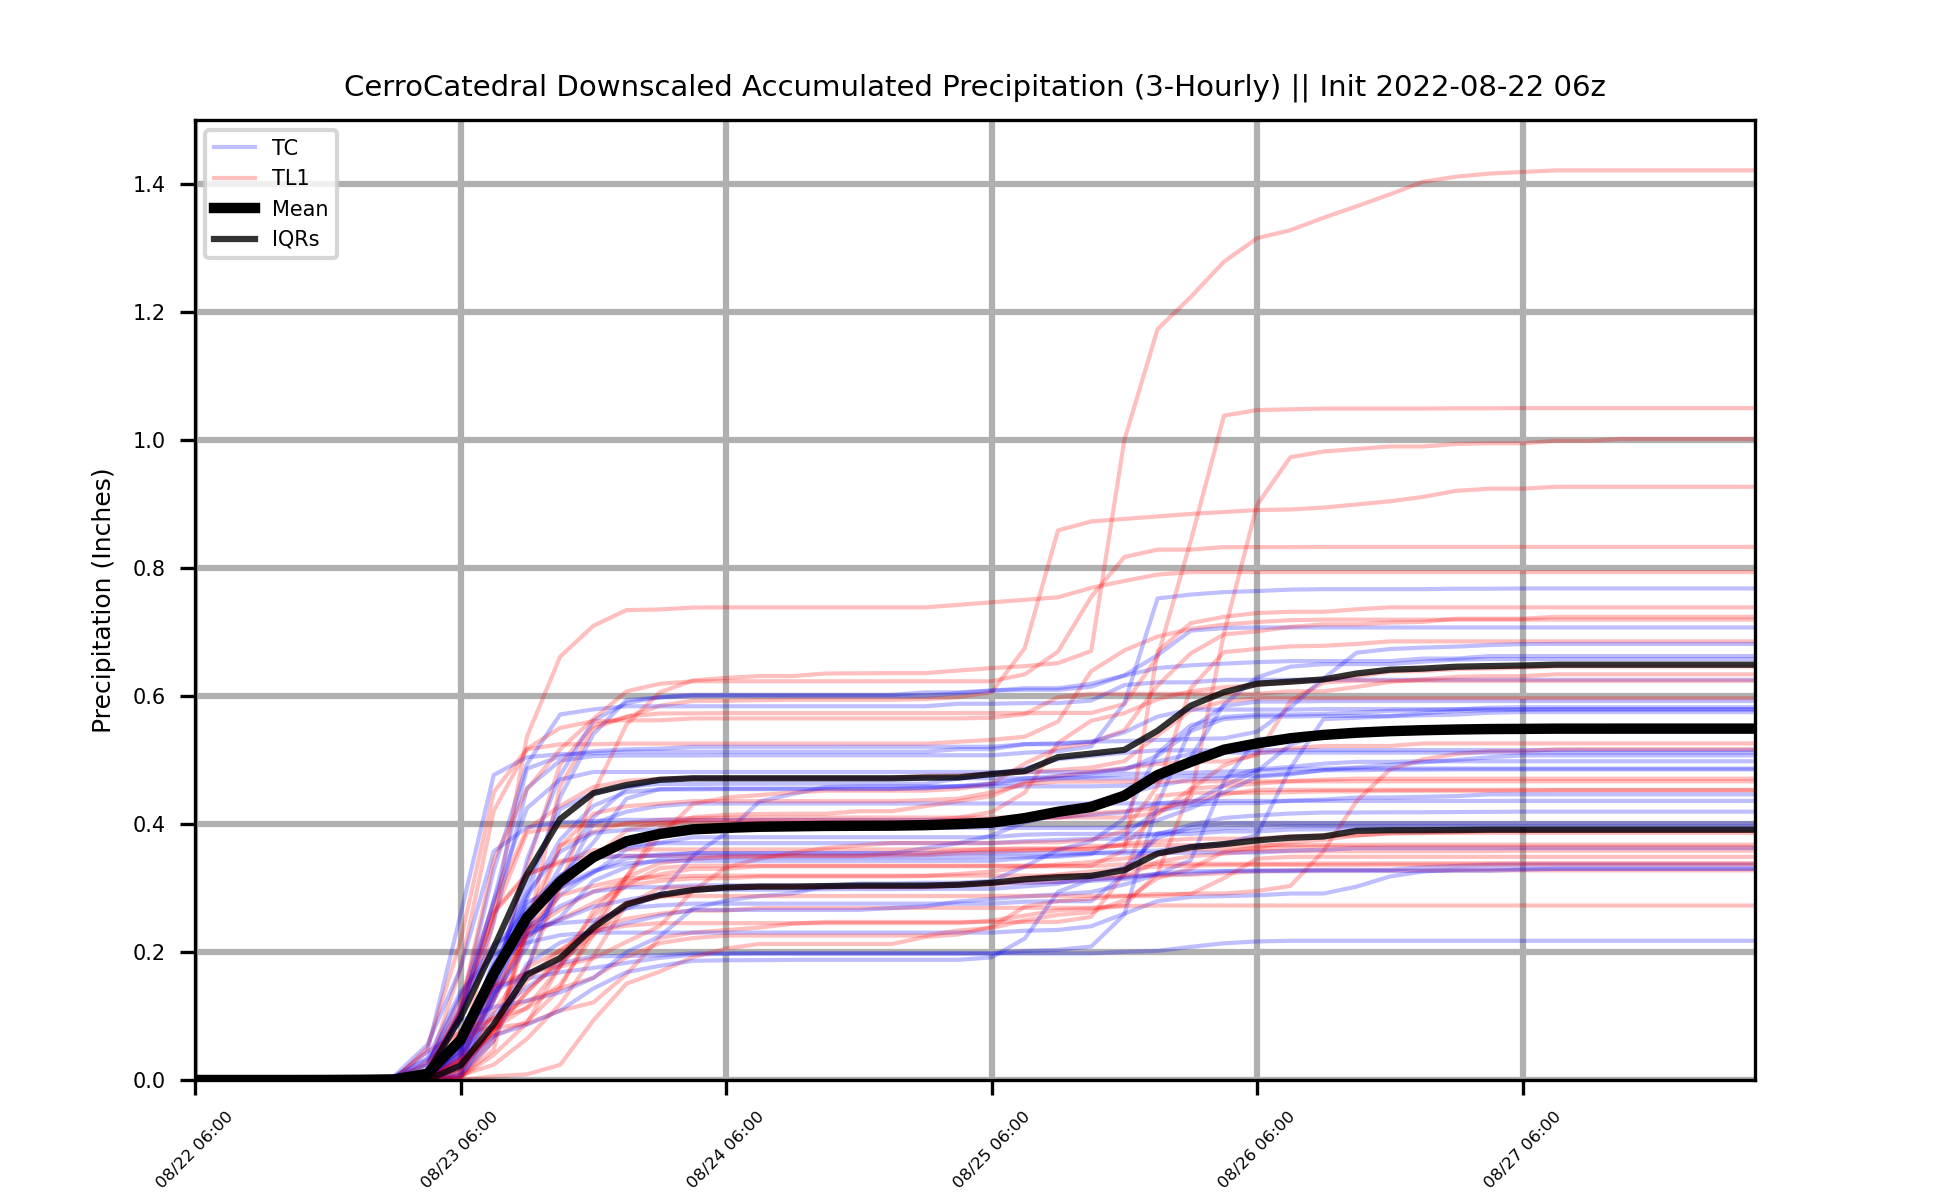 CerroCatedral Downscaled Accumulated Precipitation (3-Hourly) || Init 2022-08-22 06z
TC
TL1
Mean
IQRs
1.4
1.2
1.0
0.8
0.6
0.4
0.2
0.0
Precipitation (Inches)
08/22 06:00
08/23 06:00
08/24 06:00
08/25 06:00
08/26 06:00
08/27 06:00